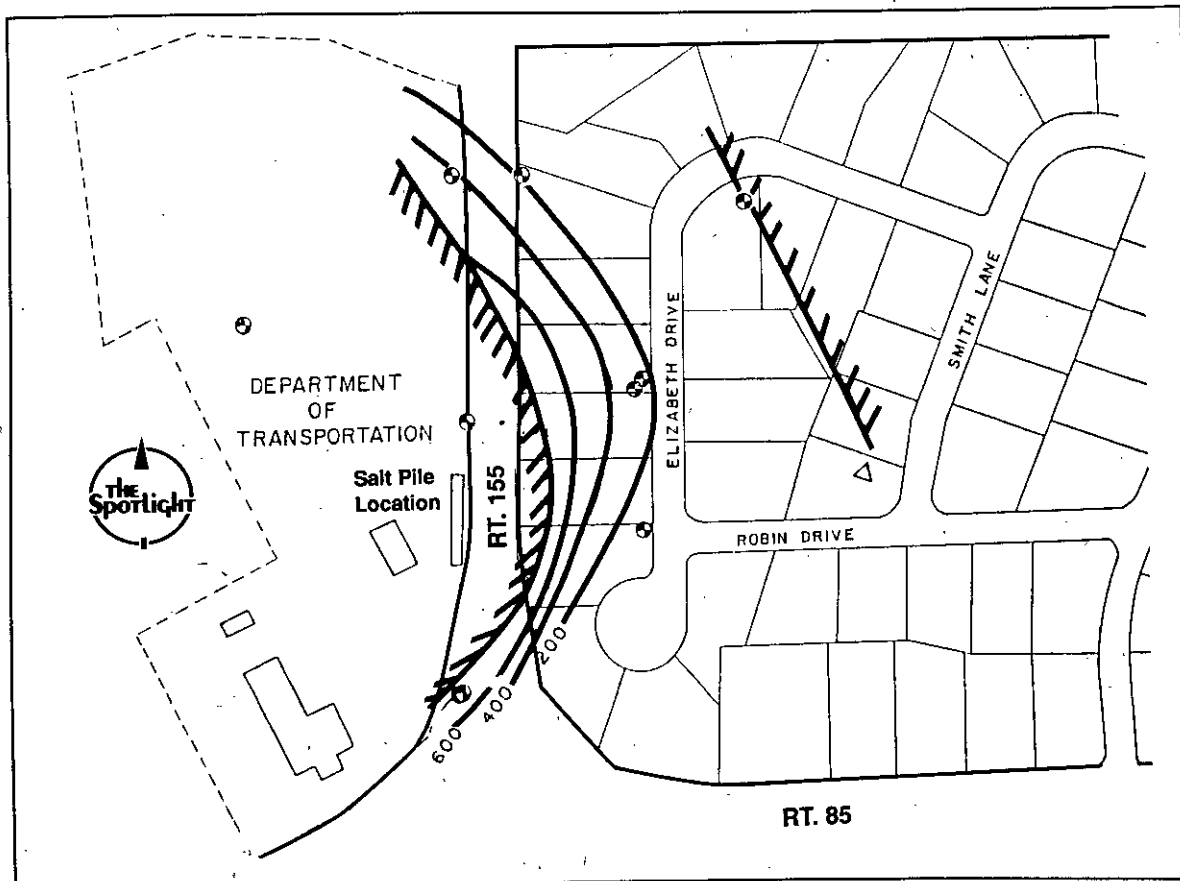 DEPARTMENT
OF
TRANSPORTATION
THE
SPOTLIGHT
Salt Pile
Location
RT. 155
ELIZABETH DRIVE
SMITH LANE
ROBIN DRIVE
200
400
600
RT. 85